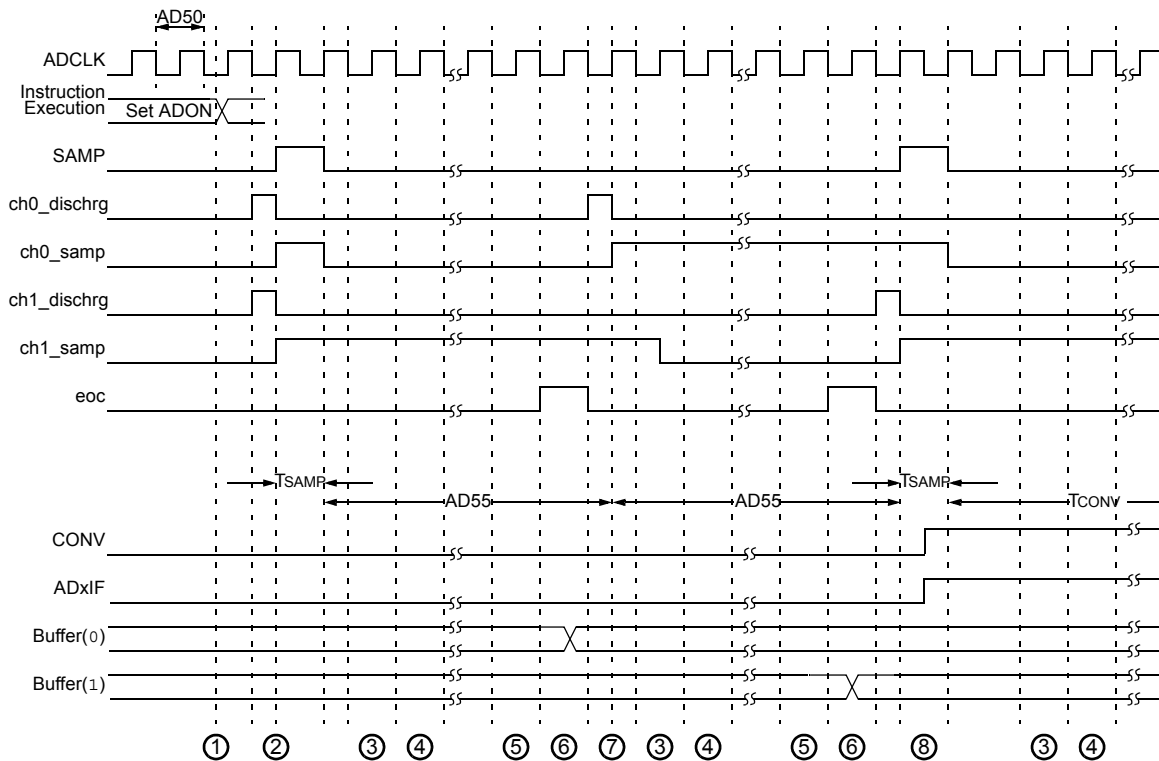 AD50
ADCLK
Instruction
Execution
Set ADON
SAMP
ch0_dischrg
ch0_samp
ch1_dischrg
ch1_samp
eoc
TSAMP
TSAMP
AD55
AD55
TCONV
CONV
ADxIF
Buffer(0)
Buffer(1)
1 2 3 4 5 6 7 3 4 5 6 8 3 4